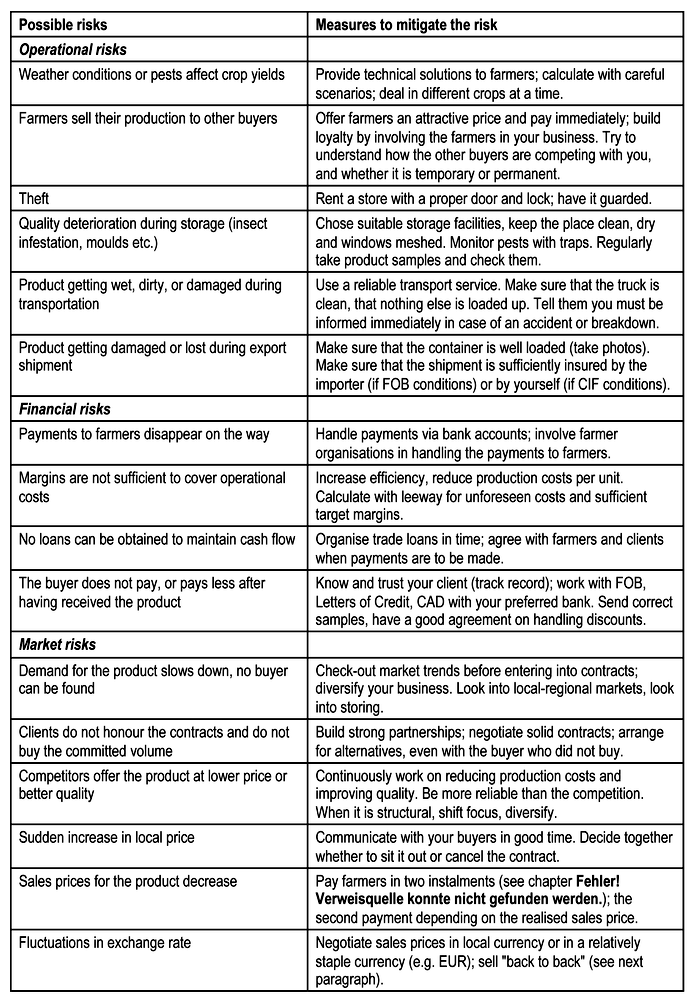 Possible risks
Measures to mitigate the risk
Operational risks
Weather conditions or pests affect crop yields
Provide technical solutions to farmers; calculate with careful
scenarios; deal in different crops at a time.
Farmers sell their production to other buyers
Offer farmers an attractive price and pay immediately; build
loyalty by involving the farmers in your business. Try to
understand how the other buyers are competing with you,
and whether it is temporary or permanent.
Theft
Rent a store with a proper door and lock; have it guarded.
Quality deterioration during storage (insect
infestation, moulds etc.)
Chose suitable storage facilities, keep the place clean, dry
and windows meshed. Monitor pests with traps. Regularly
take product samples and check them.
Product getting wet, dirty, or damaged during
transportation
Use a reliable transport service. Make sure that the truck is
clean, that nothing else is loaded up. Tell them you must be
informed immediately in case of an accident or breakdown.
Product getting damaged or lost during export
shipment
Make sure that the container is well loaded (take photos).
Make sure that the shipment is sufficiently insured by the
importer (if FOB conditions) or by yourself (if CIF conditions).
Financial risks
Payments to farmers disappear on the way
Handle payments via bank accounts; involve farmer
organisations in handling the payments to farmers.
Margins are not sufficient to cover operational
costs
Increase efficiency, reduce production costs per unit.
Calculate with leeway for unforeseen costs and sufficient
target margins.
No loans can be obtained to maintain cash flow
Organise trade loans in time; agree with farmers and clients
when payments are to be made.
The buyer does not pay, or pays less after
having received the product
Know and trust your client (track record); work with FOB,
Letters of Credit, CAD with your preferred bank. Send correct
samples, have a good agreement on handling discounts.
Market risks
Demand for the product slows down, no buyer
can be found
Check-out market trends before entering into contracts;
diversify your business. Look into local-regional markets, look
into storing.
Clients do not honour the contracts and do not
buy the committed volume
Build strong partnerships; negotiate solid contracts; arrange
for alternatives, even with the buyer who did not buy.
Competitors offer the product at lower price or
better quality
Continuously work on reducing production costs and
improving quality. Be more reliable than the competition.
When it is structural, shift focus, diversify.
Sudden increase in local price
Communicate with your buyers in good time. Decide together
whether to sit it out or cancel the contract.
Sales prices for the product decrease
Pay farmers in two instalments (see chapter Fehler!
Verweisquelle konnte nicht gefunden werden.); the
second payment depending on the realised sales price.
Fluctuations in exchange rate
Negotiate sales prices in local currency or in a relatively
staple currency (e.g. EUR); sell "back to back" (see next
paragraph).